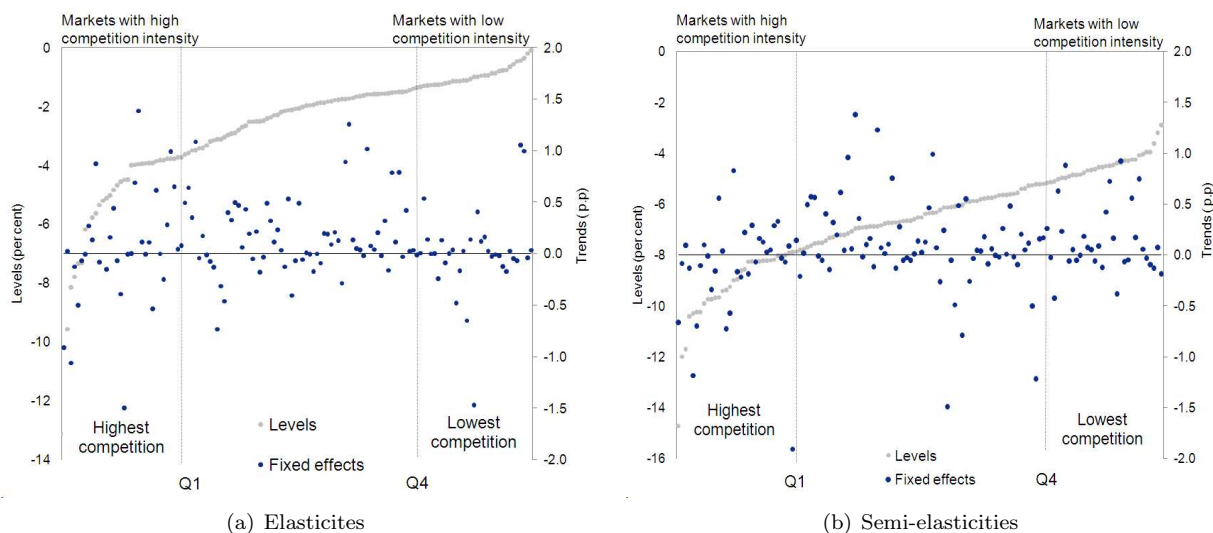 Markets with high
competition intensity
Markets with low
competition intensity
0
-2
-4
-6
-8
-10
-12
-14
Levels (per cent)
2.0
1.5
1.0
0.5
0.0
-0.5
-1.0
-1.5
-2.0
Trends ( p.p)
Highest
competition
Levels
Fixed effects
Lowest
competition
Q1
Q4
(a) Elasticites
Markets with high
competition intensity
Markets with low
competition intensity
0
-2
-4
-6
-8
-10
-12
-14
-16
Levels (per cent)
2.0
1.5
1.0
0.5
0.0
-0.5
-1.0
-1.5
-2.0
Trends ( p.p)
Highest
competition
Levels
Fixed effects
Lowest
competition
Q1
Q4
(b) Semi-elasticities